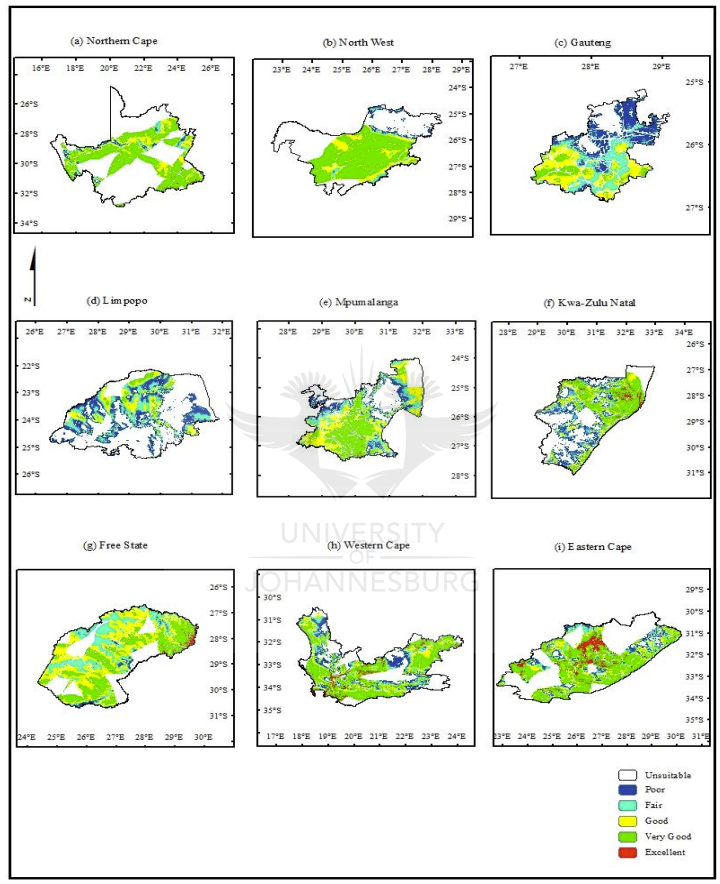 (a) Northern Cape
(b) North West
(c) Gauteng
16°E 18°E 20°E 22°E 24°E 26°E
23°E 24°E 25°E 26°E 27°E 28°E 29°E
27°E 28°E 29°E
26°S
28°S
30°S
32°S
34°S
24°S
25°S
26°S
27°S
28°S
29°S
25°S
26°S
27°S
N
(d) Limpopo
(e) Mpumalanga
(f) Kwa-Zulu Natal
26°E 27°E 28°E 29°E 30°E 31°E 32°E
28°E 29°E 30°E 31°E 32°E 33°E
28°E 29°E 30°E 31°E 32°E 33°E 34°E
22°S
23°S
24°S
25°S
26°S
24°S
25°S
26°S
27°S
28°S
26°S
27°S
28°S
29°S
30°S
31°S
UNIVERSITY
OF
JOHANNESBURG
(g) Free State
(h) Western Cape
(i) Eastern Cape
26°S
27°S
28°S
29°S
30°S
31°S
30°S
31°S
32°S
33°S
34°S
35°S
29°S
30°S
31°S
32°S
33°S
34°S
35°S
24°E 25°E 26°E 27°E 28°E 29°E 30°E
17°E 18°E 19°E 20°E 21°E 22°E 23°E 24°E
23°E 24°E 25°E 26°E 27°E 28°E 29°E 30°E 31°E
Unsuitable
Poor
Fair
Good
Very Good
Excellent